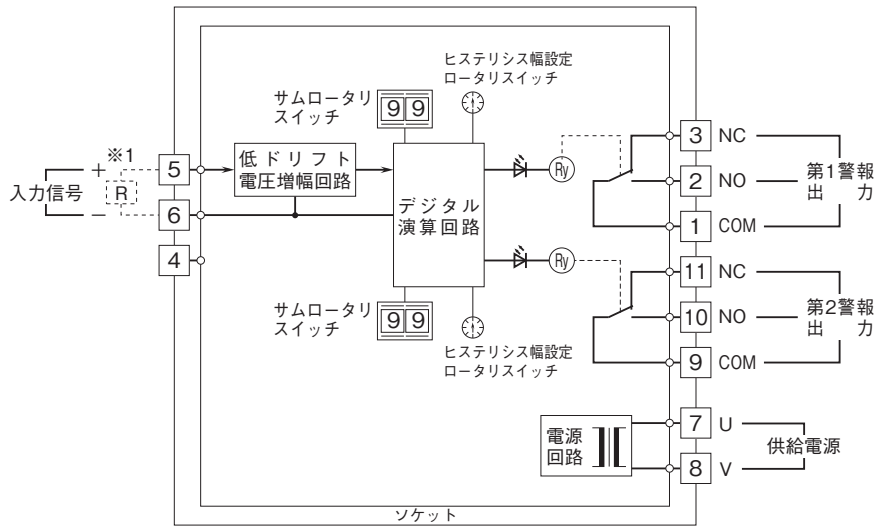 ヒステリシス幅設定
ロータリスイッチ
サムロータリ
スイッチ
9 9
※1
入力信号
+
R
−
5
6
4
低ドリフト
電圧増幅回路
デジタル
演算回路
Ry
3 NC
2 NO
1 COM
第1警報
出 力
Ry
11 NC
10 NO
9 COM
第2警報
出 力
サムロータリ
スイッチ
9 9
ヒステリシス幅設定
ロータリスイッチ
電源
回路
7 U
8 V
供給電源
ソケット